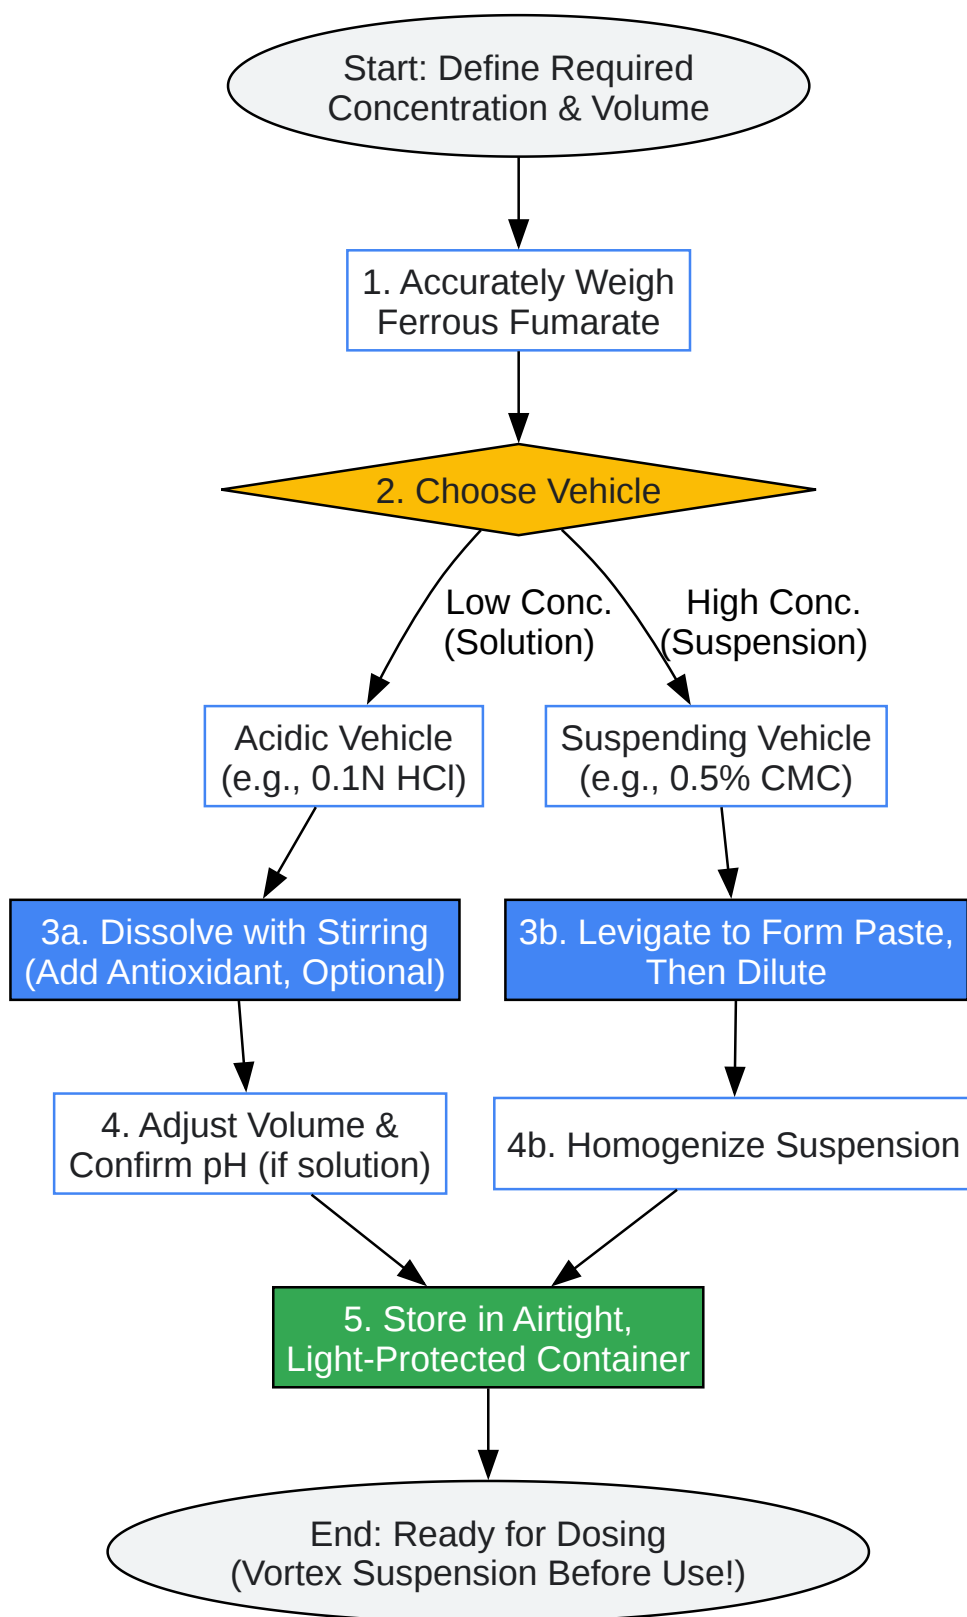 Start: Define Required
Concentration & Volume
1. Accurately Weigh
Ferrous Fumarate
2. Choose Vehicle
Low Conc.
(Solution)
High Conc.
(Suspension)
Acidic Vehicle
(e.g., 0.1N HCl)
Suspending Vehicle
(e.g., 0.5% CMC)
3a. Dissolve with Stirring
(Add Antioxidant, Optional)
3b. Levigate to Form Paste,
Then Dilute
4. Adjust Volume &
Confirm pH (if solution)
4b. Homogenize Suspension
5. Store in Airtight,
Light-Protected Container
End: Ready for Dosing
(Vortex Suspension Before Use!)